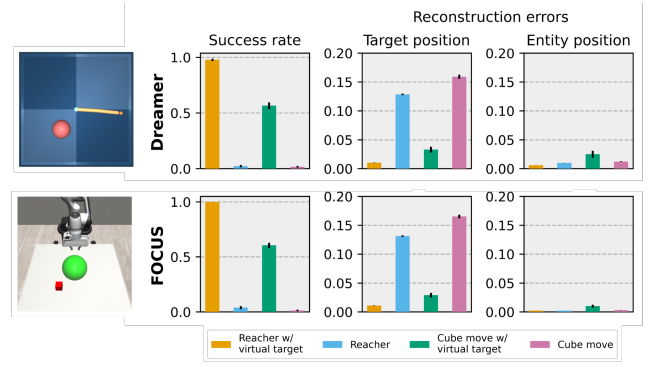 Reconstruction errors
Success rate
Target position
Entity position
Dreamer
1.0
0.5
0.0
0.20
0.15
0.10
0.05
0.00
0.20
0.15
0.10
0.05
0.00
FOCUS
1.0
0.5
0.0
0.20
0.15
0.10
0.05
0.00
0.20
0.15
0.10
0.05
0.00
Reacher w/
virtual target
Reacher
Cube move w/
virtual target
Cube move